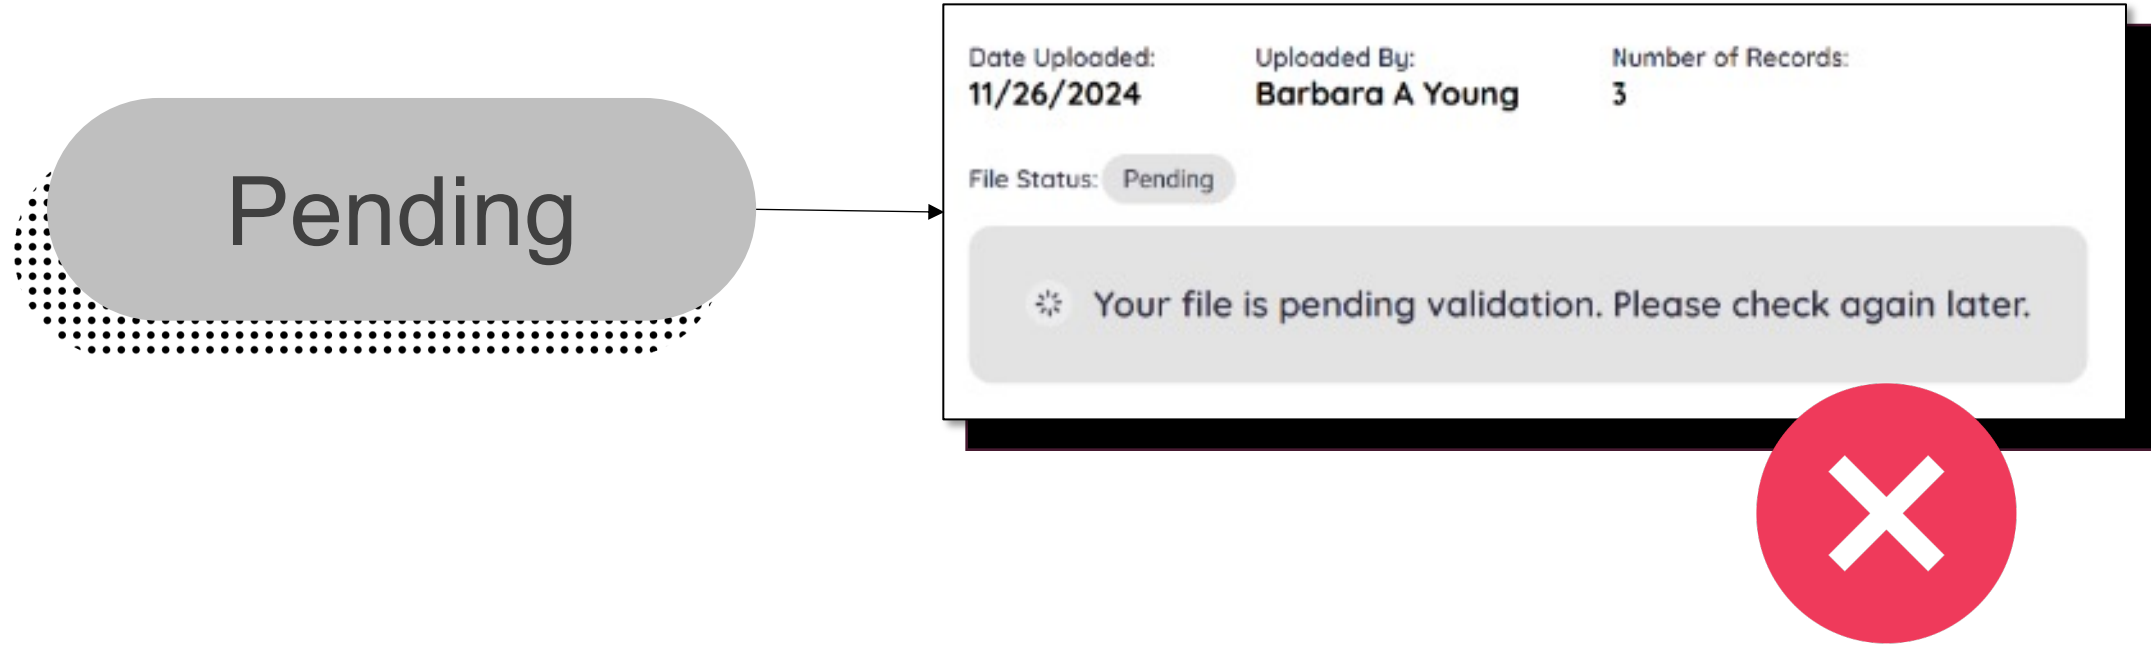 Pending
Date Uploaded: Uploaded By: Number of Records:
11/26/2024 Barbara A Young 3
File Status: Pending
Your file is pending validation. Please check again later.